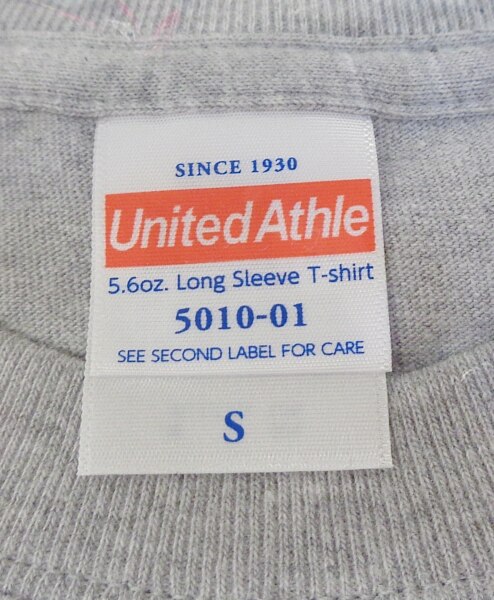 SINCE 1930
United Athle
5.6oz. Long Sleeve T-shirt
5010-01
SEE SECOND LABEL FOR CARE
S